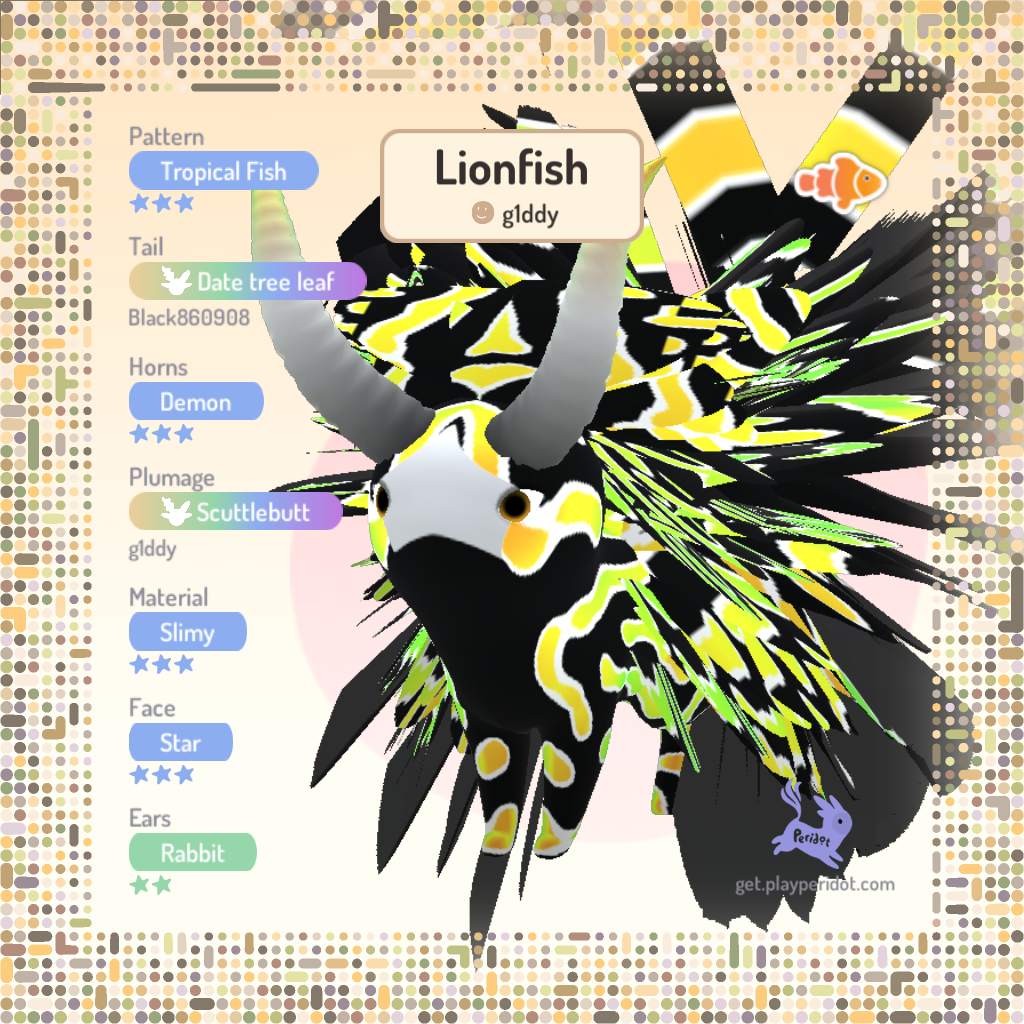 Lionfish
g1ddy
Pattern
Tropical Fish
Tail
Date tree leaf
Black860908
Horns
Demon
Plumage
Scuttlebutt
g1ddy
Material
Slimy
Face
Star
Ears
Rabbit
Peridot
get.playperidot.com